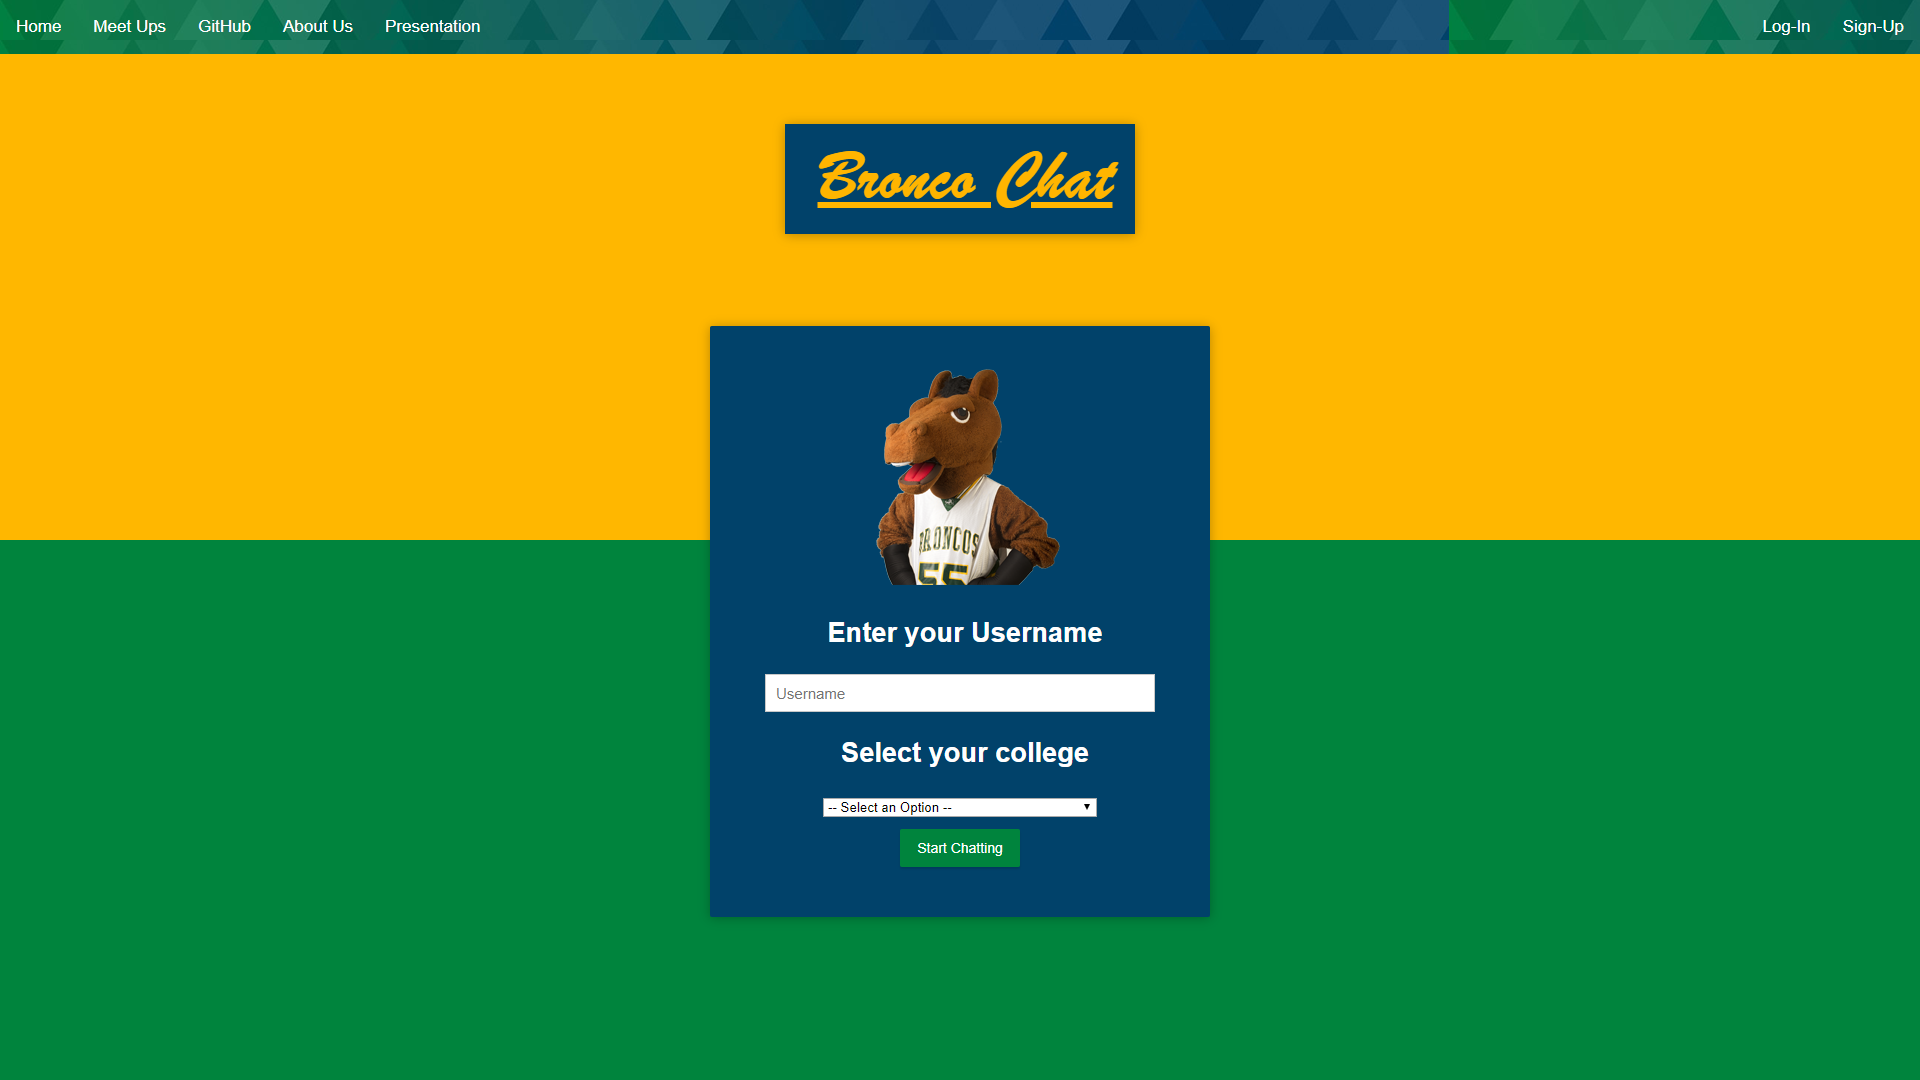 Home Meet Ups GitHub About Us Presentation Log-In Sign-Up
Bronco Chat
BRONCOS
55
Enter your Username
Username
Select your college
-- Select an Option --
Start Chatting